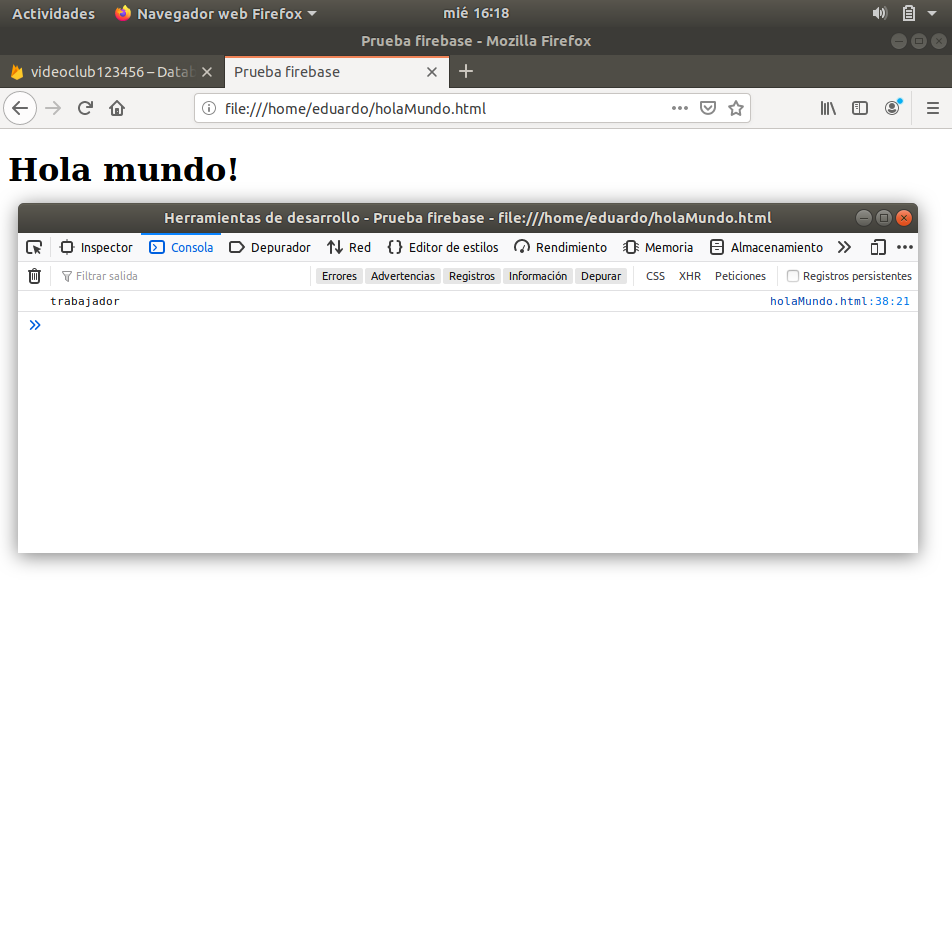 Actividades Navegador web Firefox mié 16:18
Prueba firebase - Mozilla Firefox
videoclub123456 – Datab Prueba firebase
file:///home/eduardo/holaMundo.html
Hola mundo!
Herramientas de desarrollo - Prueba firebase - file:///home/eduardo/holaMundo.html
Inspector Consola Depurador Red Editor de estilos Rendimiento Memoria Almacenamiento
Filtrar salida Errores Advertencias Registros Información Depurar CSS XHR Peticiones Registros persistentes
trabajador holaMundo.html:38:21